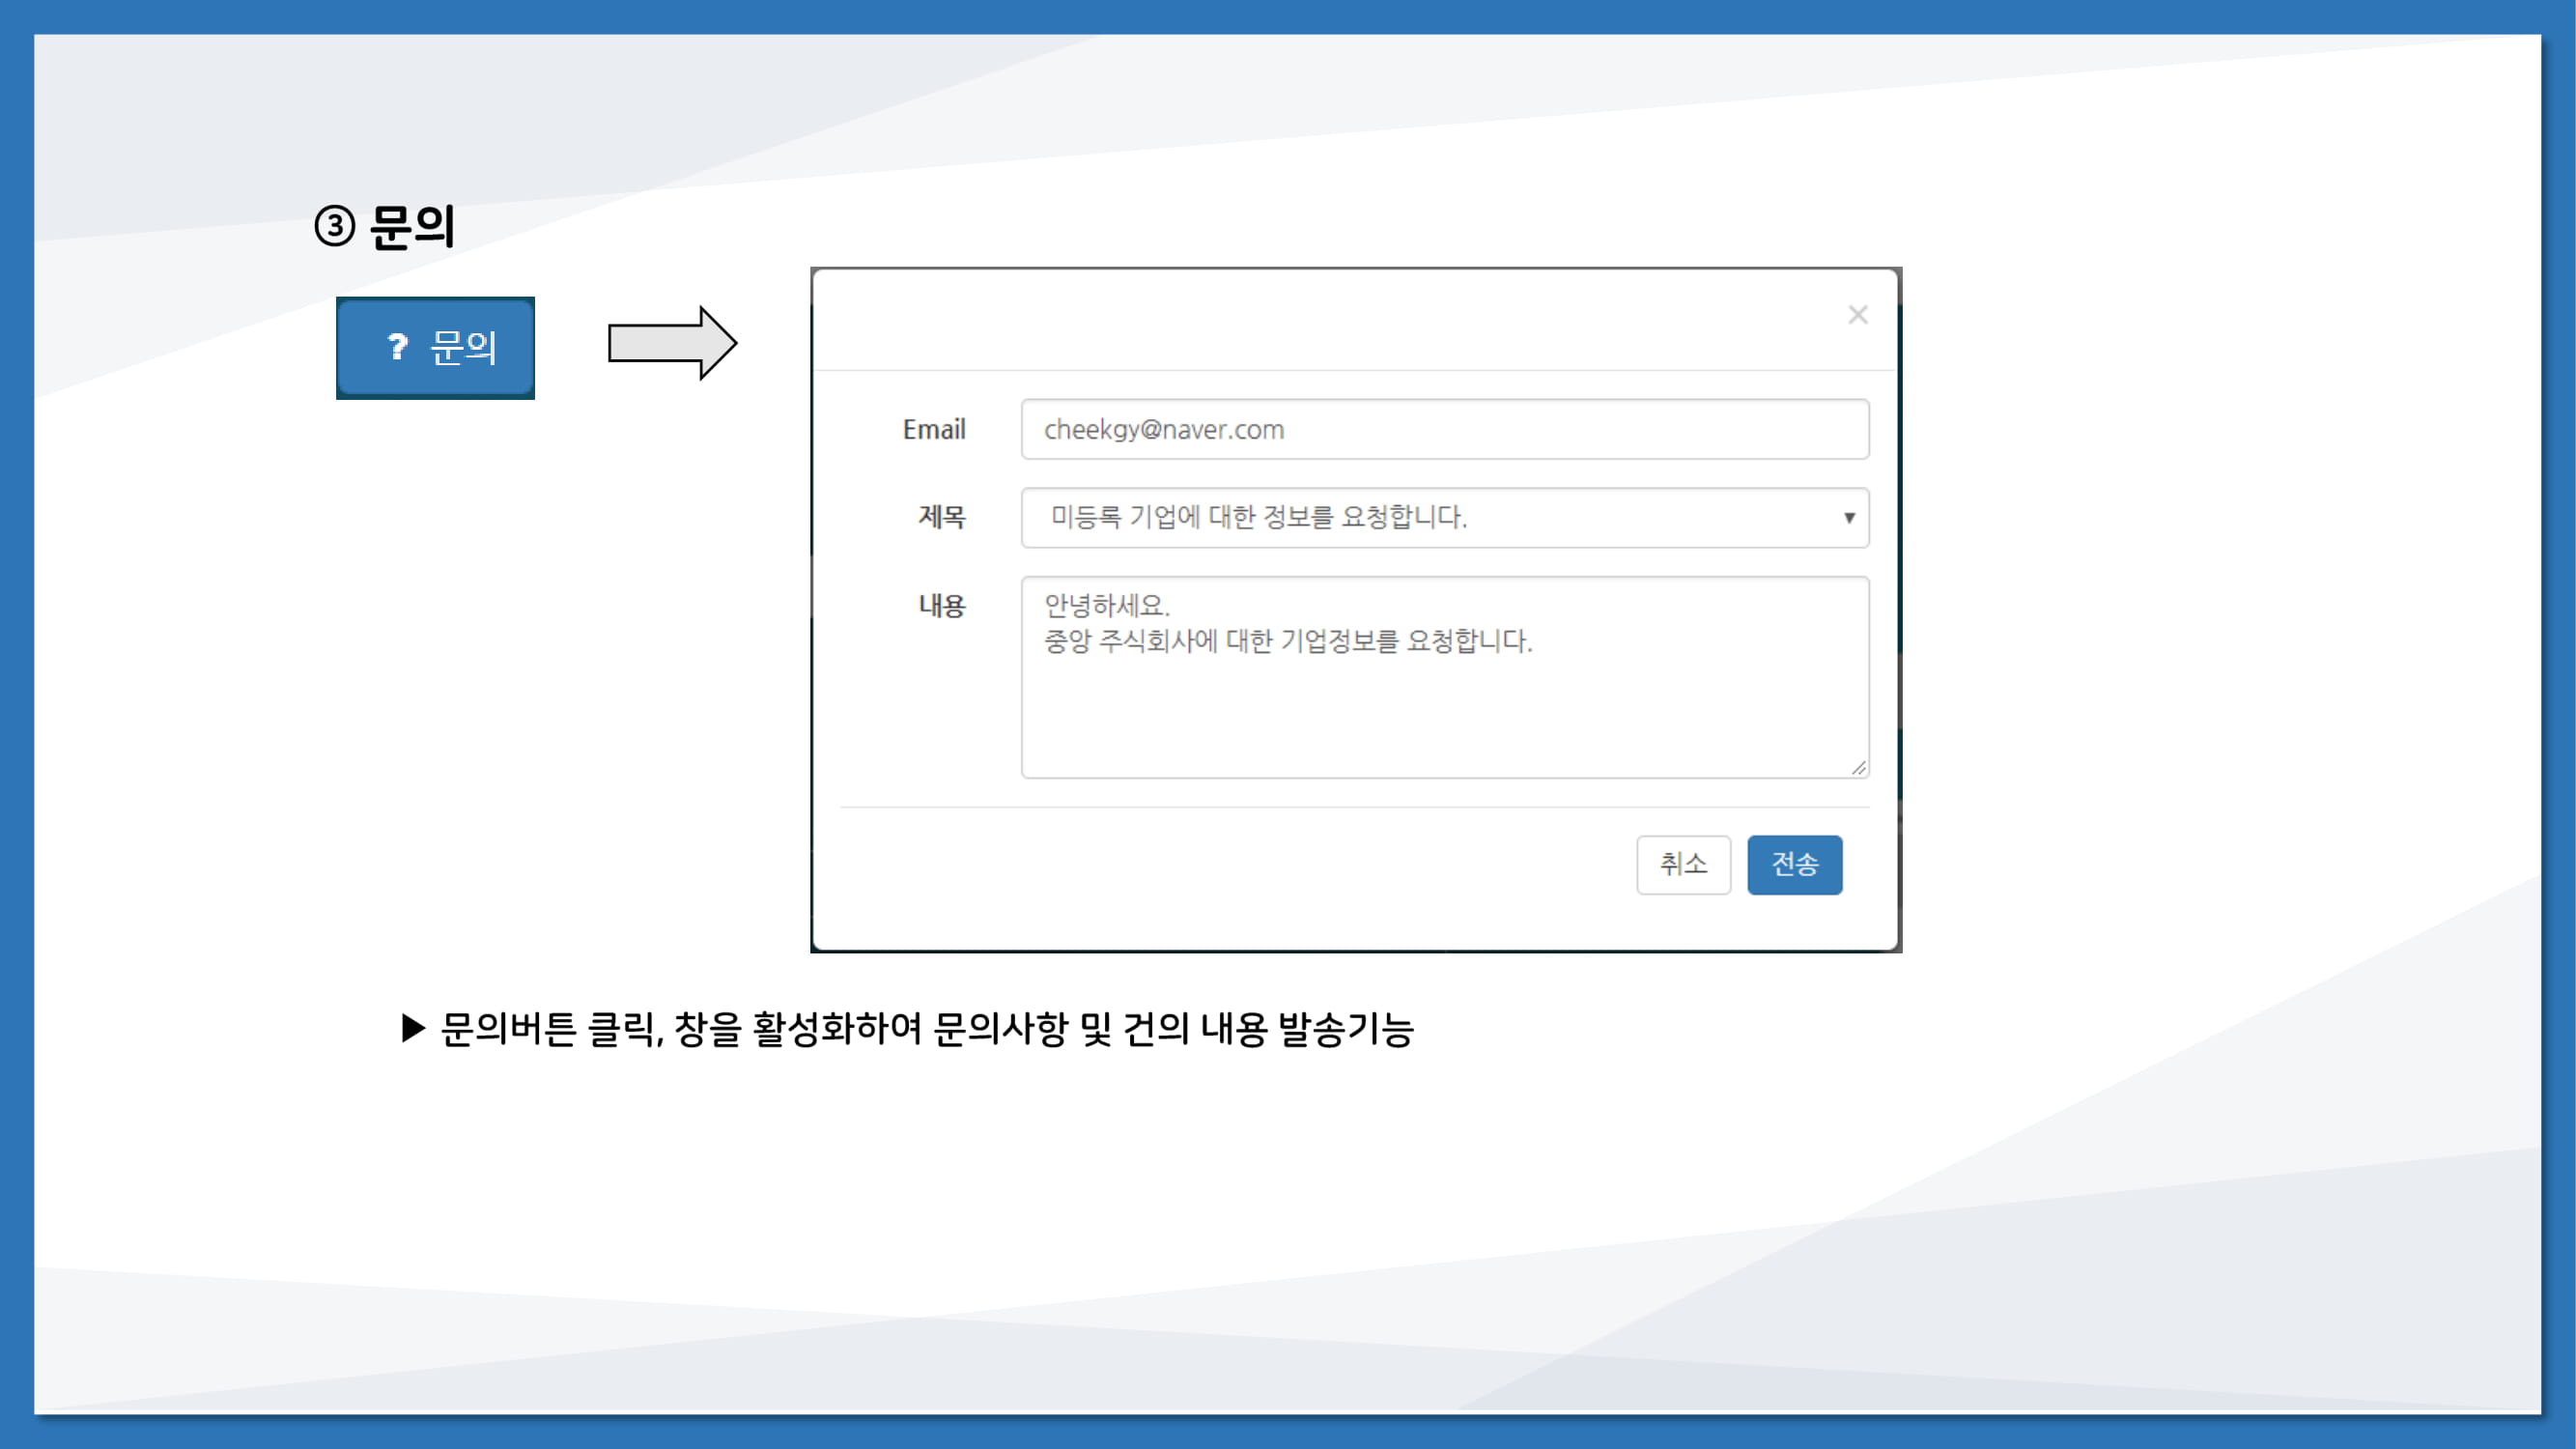 ③ 문의
? 문의
×
Email cheekgy@naver.com
제목 미등록 기업에 대한 정보를 요청합니다. ▼
내용 안녕하세요.
중앙 주식회사에 대한 기업정보를 요청합니다.
취소 전송
▶ 문의버튼 클릭, 창을 활성화하여 문의사항 및 건의 내용 발송기능